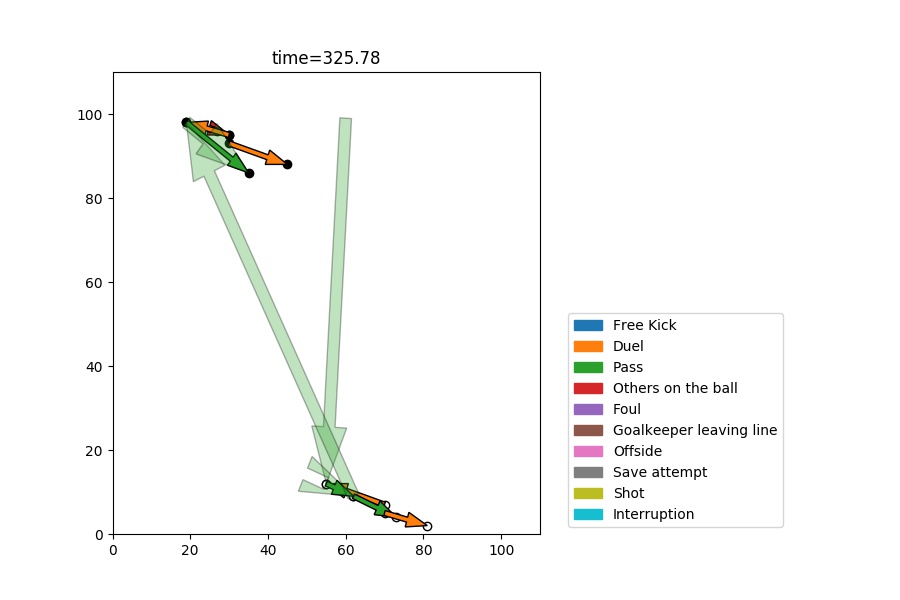 time=325.78
100
80
60
40
20
0
0 20 40 60 80 100
Free Kick
Duel
Pass
Others on the ball
Foul
Goalkeeper leaving line
Offside
Save attempt
Shot
Interruption